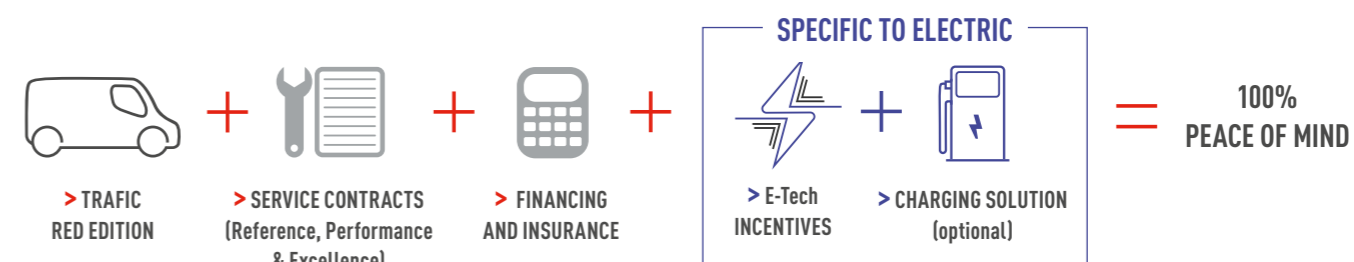 SPECIFIC TO ELECTRIC
+ + + + = 100%
PEACE OF MIND
> TRAFIC
RED EDITION
> SERVICE CONTRACTS
(Reference, Performance
& Excellence)
> FINANCING
AND INSURANCE
> E-Tech
INCENTIVES
> CHARGING SOLUTION
(optional)